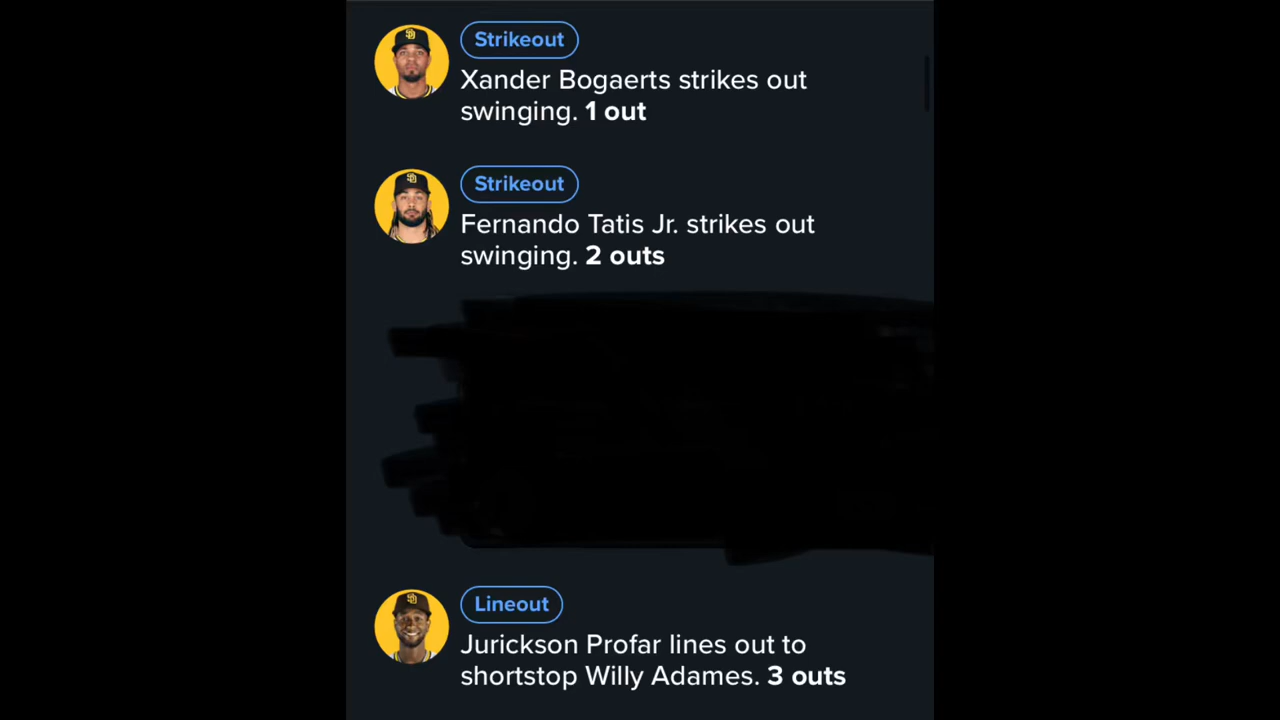 Strikeout
Xander Bogaerts strikes out
swinging. 1 out
Strikeout
Fernando Tatis Jr. strikes out
swinging. 2 outs
Lineout
Jurickson Profar lines out to
shortstop Willy Adames. 3 outs